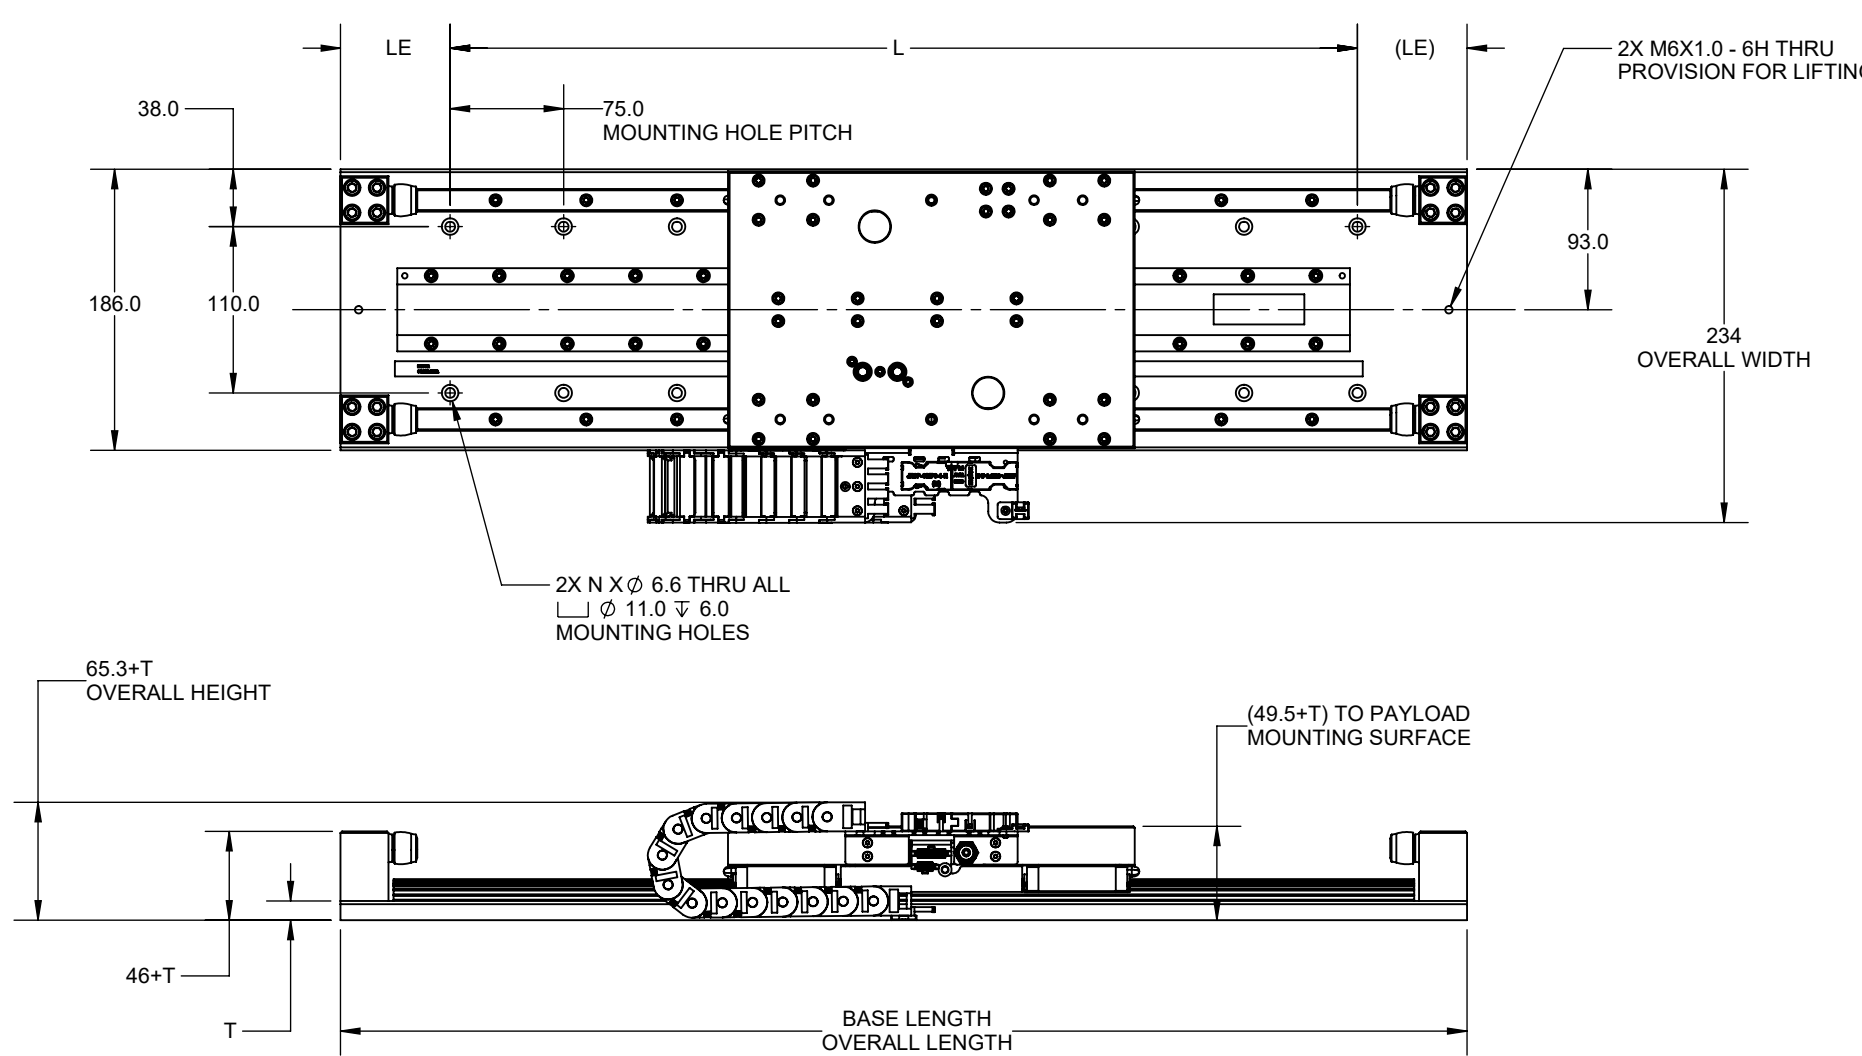 LE
L
(LE)
2X M6X1.0 - 6H THRU
PROVISION FOR LIFTING
38.0
75.0
MOUNTING HOLE PITCH
186.0
110.0
93.0
234
OVERALL WIDTH
2X N X ∅ 6.6 THRU ALL
⌴ ∅ 11.0 ↧ 6.0
MOUNTING HOLES
65.3+T
OVERALL HEIGHT
(49.5+T) TO PAYLOAD
MOUNTING SURFACE
46+T
T
BASE LENGTH
OVERALL LENGTH